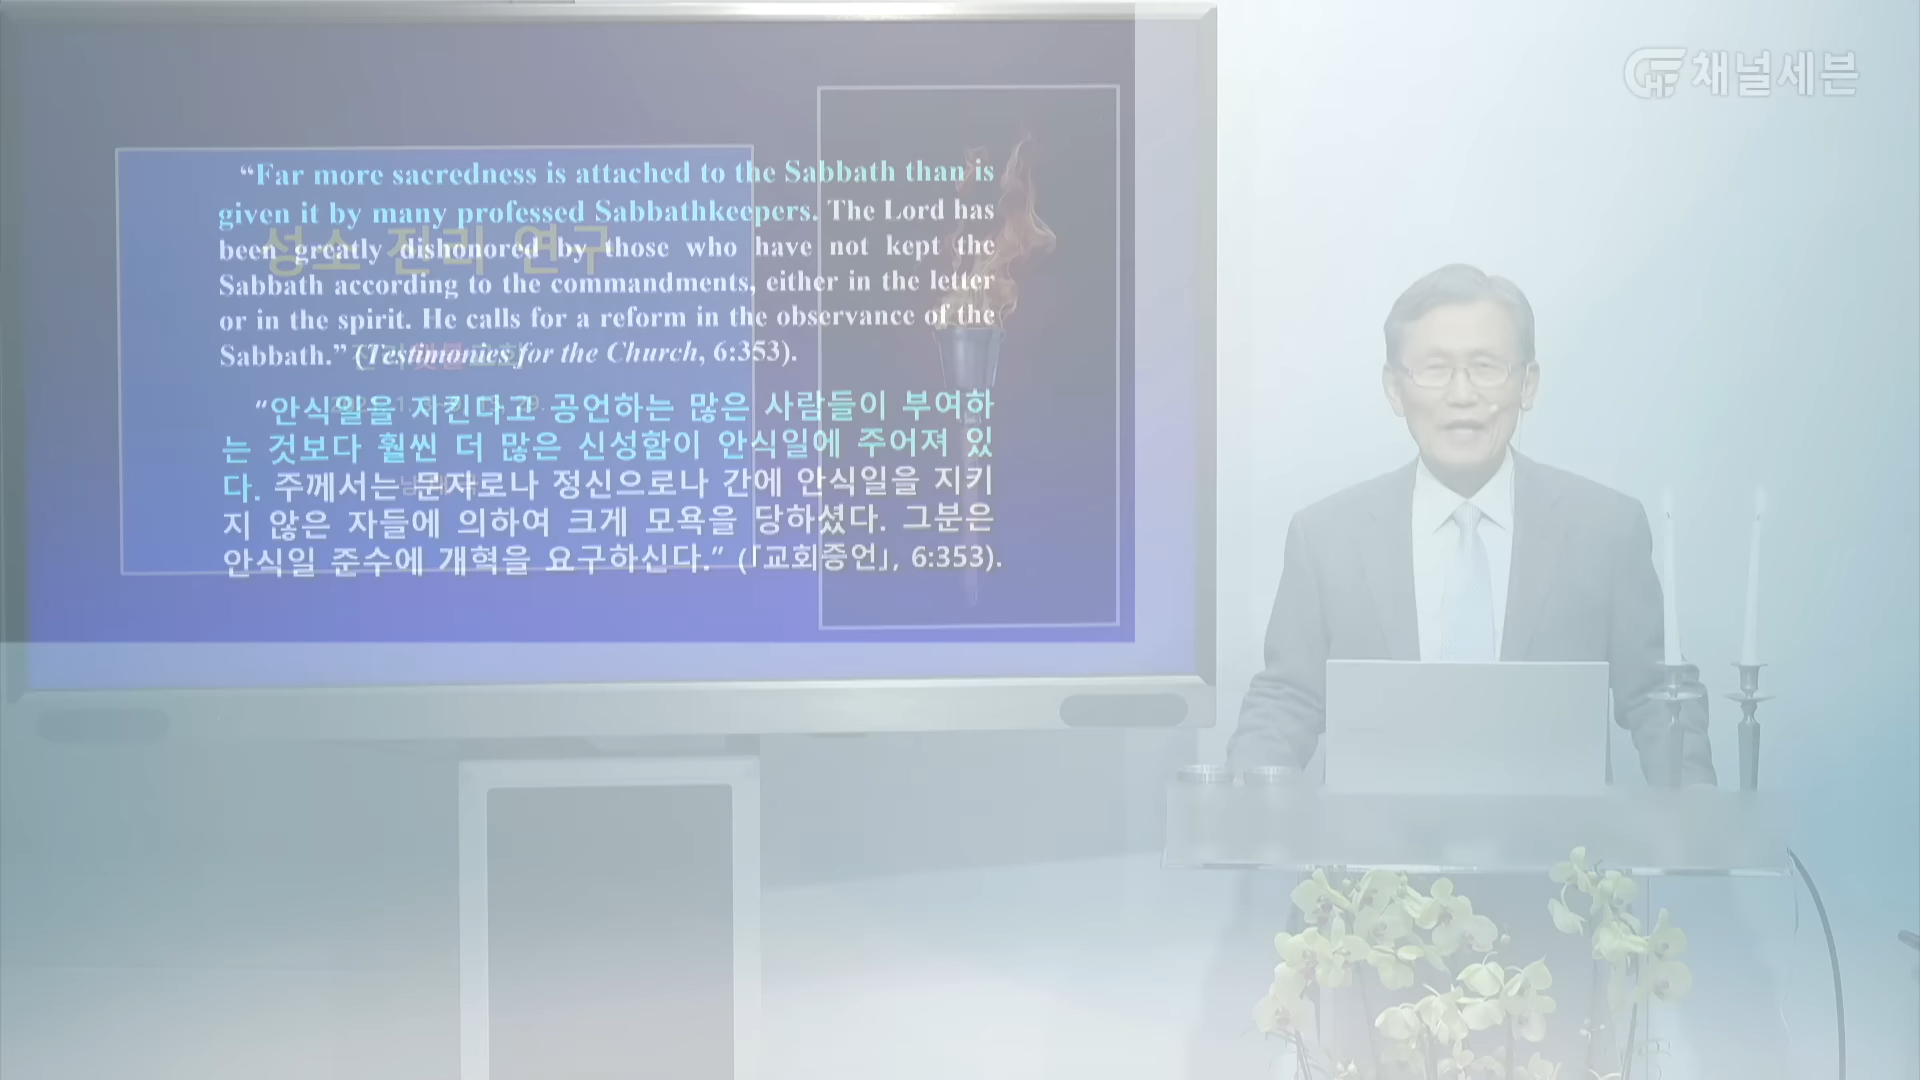 채널세븐
“Far more sacredness is attached to the Sabbath than is
given it by many professed Sabbathkeepers. The Lord has
been greatly dishonored by those who have not kept the
Sabbath according to the commandments, either in the letter
or in the spirit. He calls for a reform in the observance of the
Sabbath.” (Testimonies for the Church, 6:353).
“안식일을 지킨다고 공언하는 많은 사람들이 부여하
는 것보다 훨씬 더 많은 신성함이 안식일에 주어져 있
다. 주께서는 문자로나 정신으로나 간에 안식일을 지키
지 않은 자들에 의하여 크게 모욕을 당하셨다. 그분은
안식일 준수에 개혁을 요구하신다.” (「교회증언」, 6:353).
성소 진리 연구